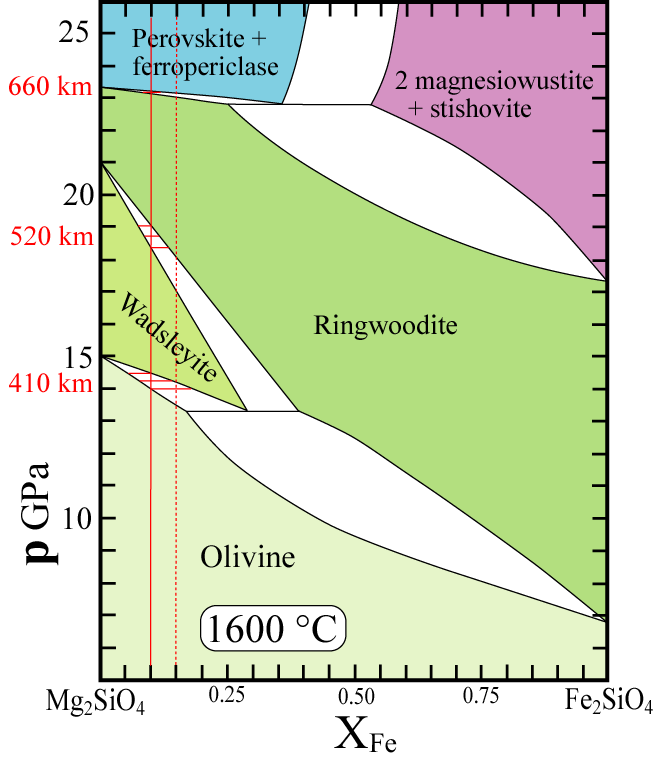 25
Perovskite +
ferropericlase
660 km
2 magnesiowustite
+ stishovite
20
520 km
Wadsleyite
Ringwoodite
15
410 km
10
p GPa
Olivine
1600 °C
Mg₂SiO₄
0.25
0.50
0.75
Fe₂SiO₄
X_Fe